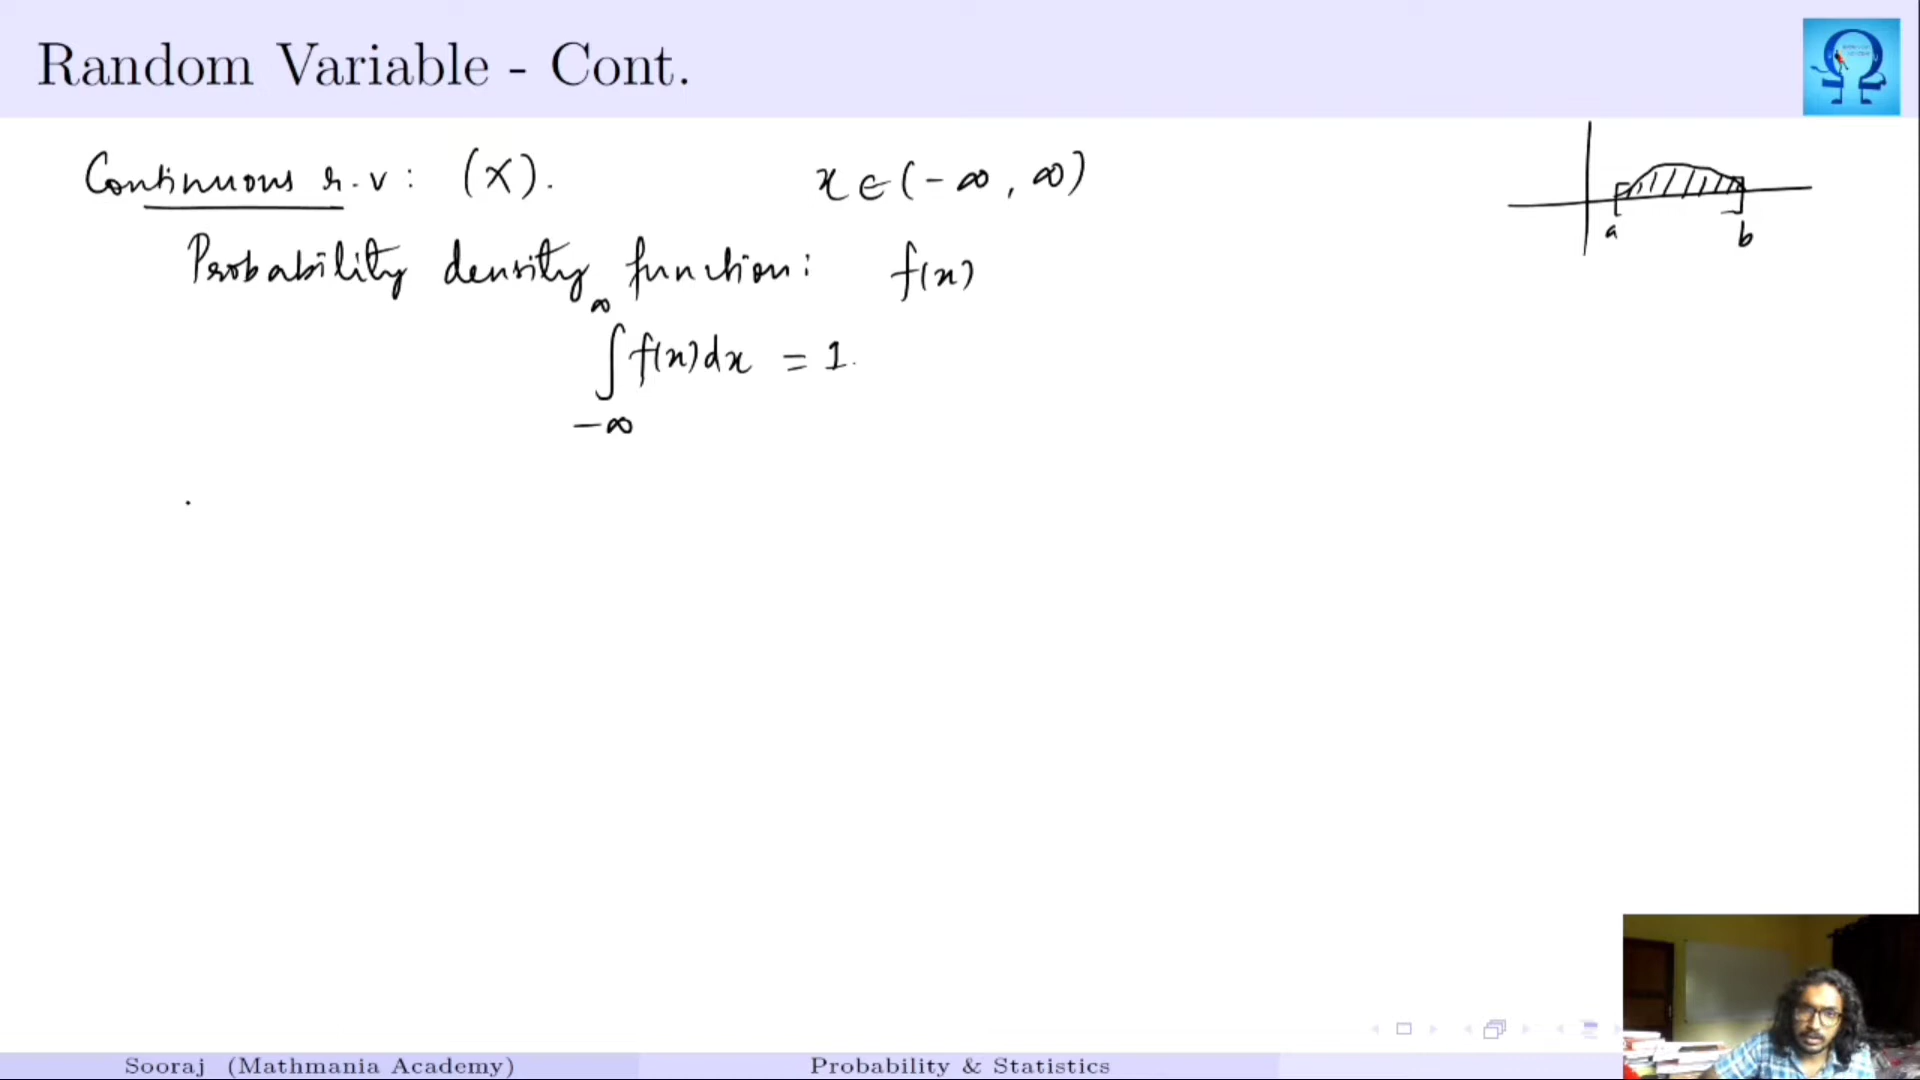 Random Variable - Cont.
Continuous r.v : (X). x ∈ (-∞, ∞)
a b
Probability density function : f(x)
∞
∫ f(x)dx = 1.
-∞
Sooraj (Mathmania Academy) Probability & Statistics